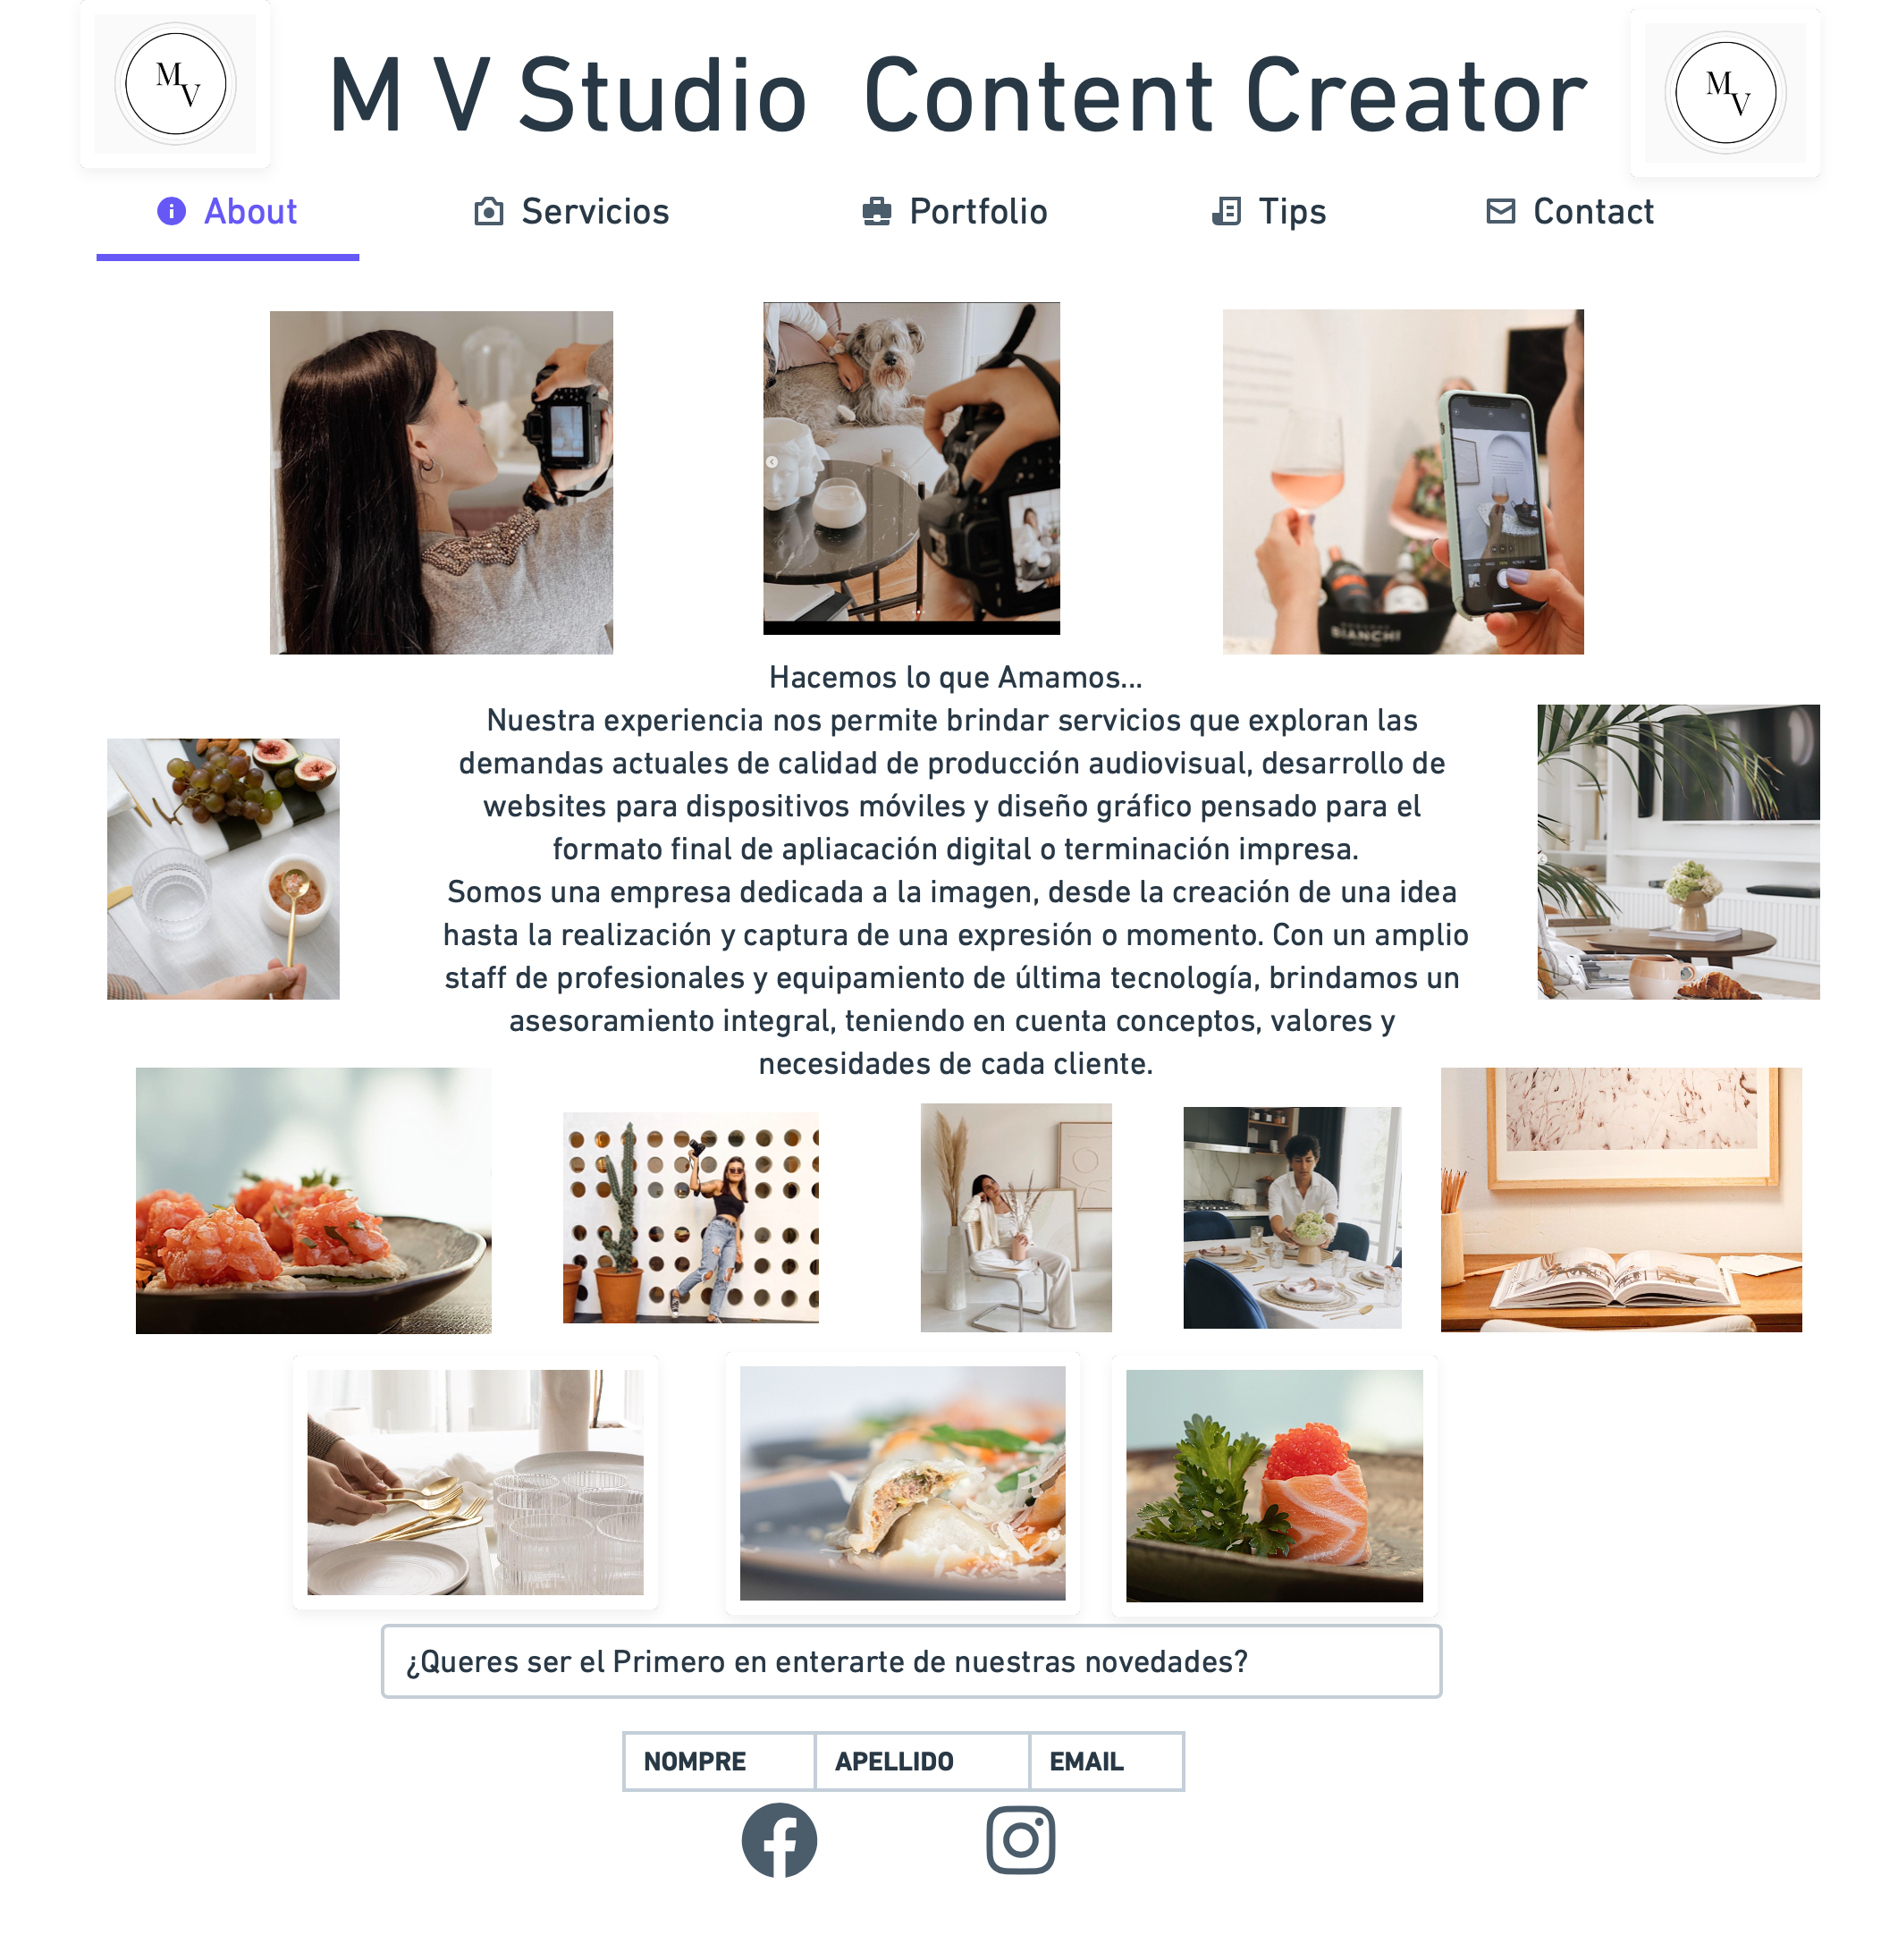 M V
M V Studio Content Creator
M V
About
Servicios
Portfolio
Tips
Contact
BIANCHI
Hacemos lo que Amamos...
Nuestra experiencia nos permite brindar servicios que exploran las
demandas actuales de calidad de producción audiovisual, desarrollo de
websites para dispositivos móviles y diseño gráfico pensado para el
formato final de apliacación digital o terminación impresa.
Somos una empresa dedicada a la imagen, desde la creación de una idea
hasta la realización y captura de una expresión o momento. Con un amplio
staff de profesionales y equipamiento de última tecnología, brindamos un
asesoramiento integral, teniendo en cuenta conceptos, valores y
necesidades de cada cliente.
¿Queres ser el Primero en enterarte de nuestras novedades?
NOMPRE
APELLIDO
EMAIL